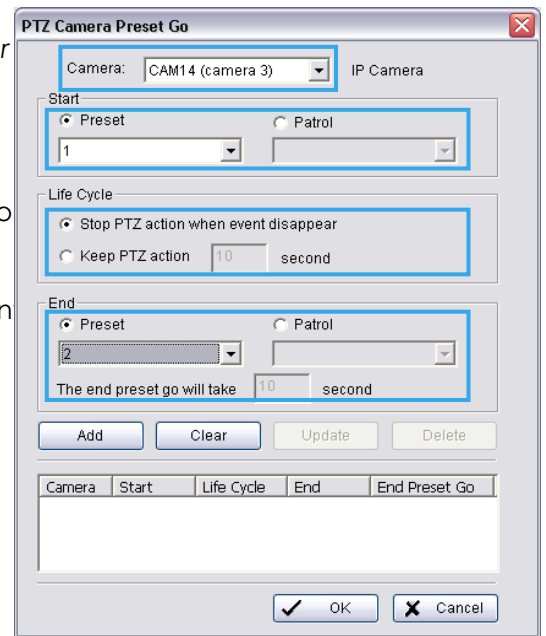 PTZ Camera Preset Go
r
Camera: CAM14 (camera 3) IP Camera
Start
Preset Patrol
1
Life Cycle
o
Stop PTZ action when event disappear
Keep PTZ action 10 second
n
End
Preset Patrol
2
The end preset go will take 10 second
Add Clear Update Delete
Camera Start Life Cycle End End Preset Go
OK Cancel